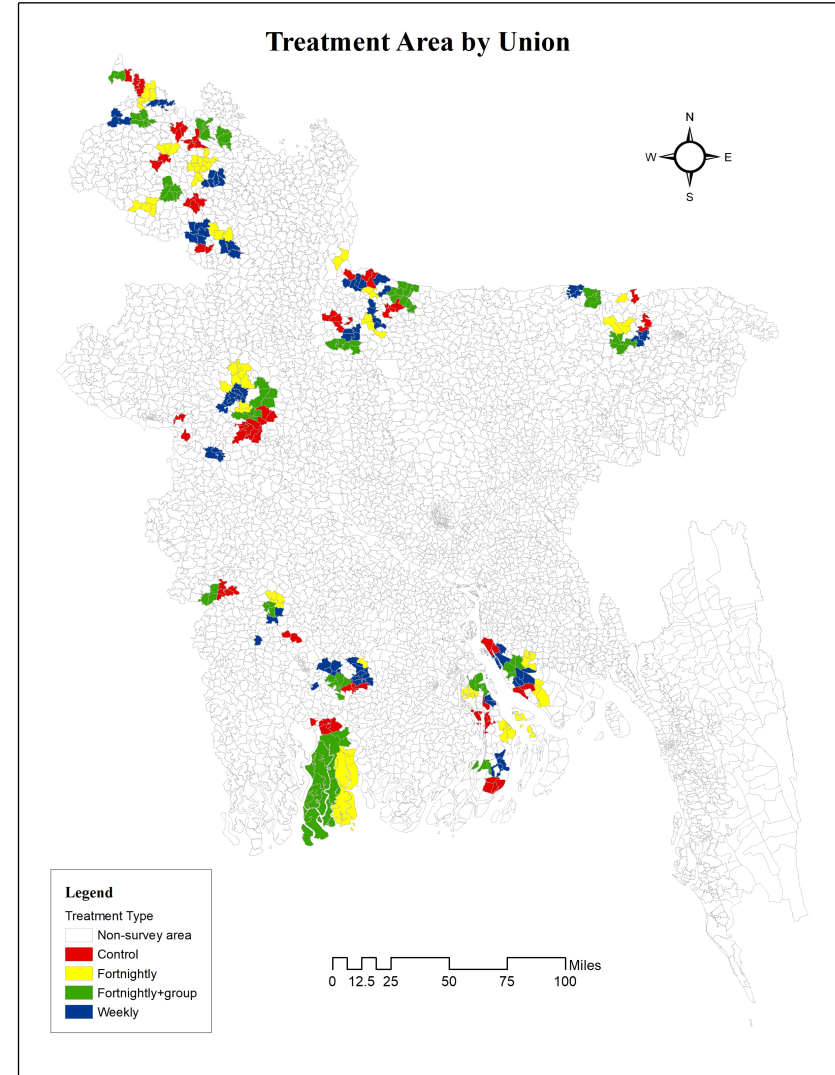 Treatment Area by Union
N
W E
S
Legend
Treatment Type
Non-survey area
Control
Fortnightly
Fortnightly+group
Weekly
Miles
0 12.5 25 50 75 100